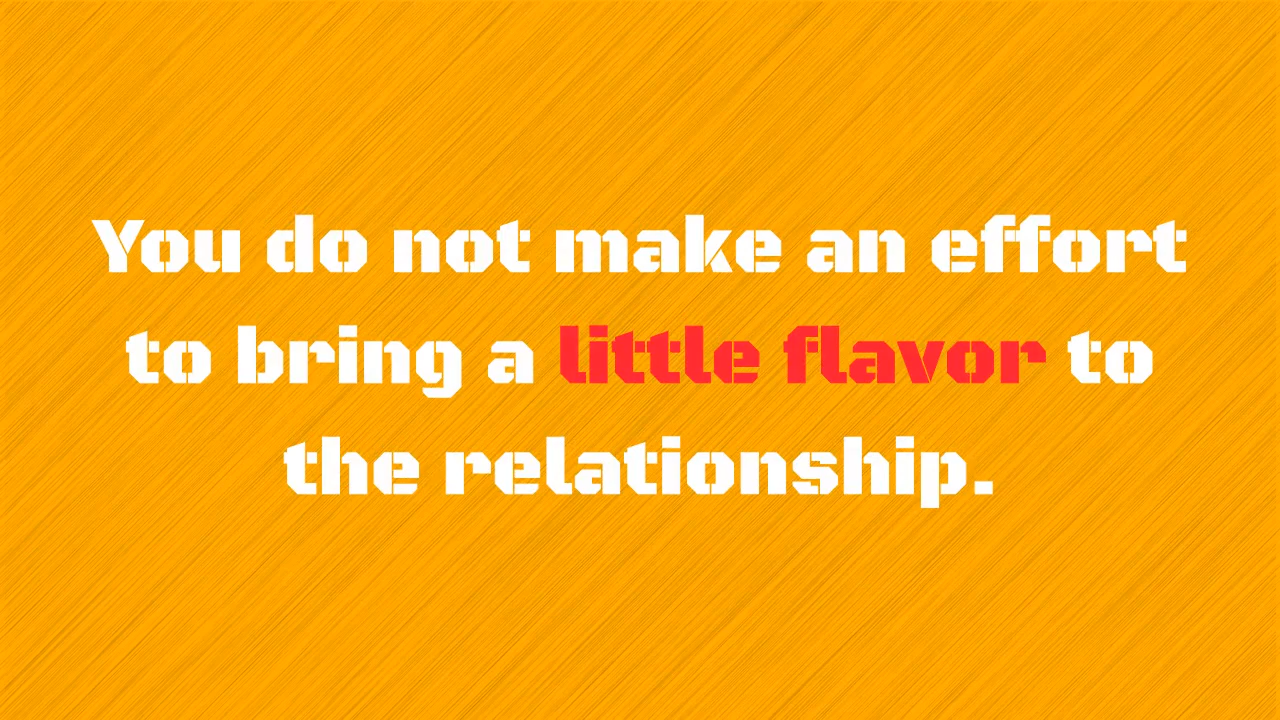 You do not make an effort
to bring a little flavor to
the relationship.